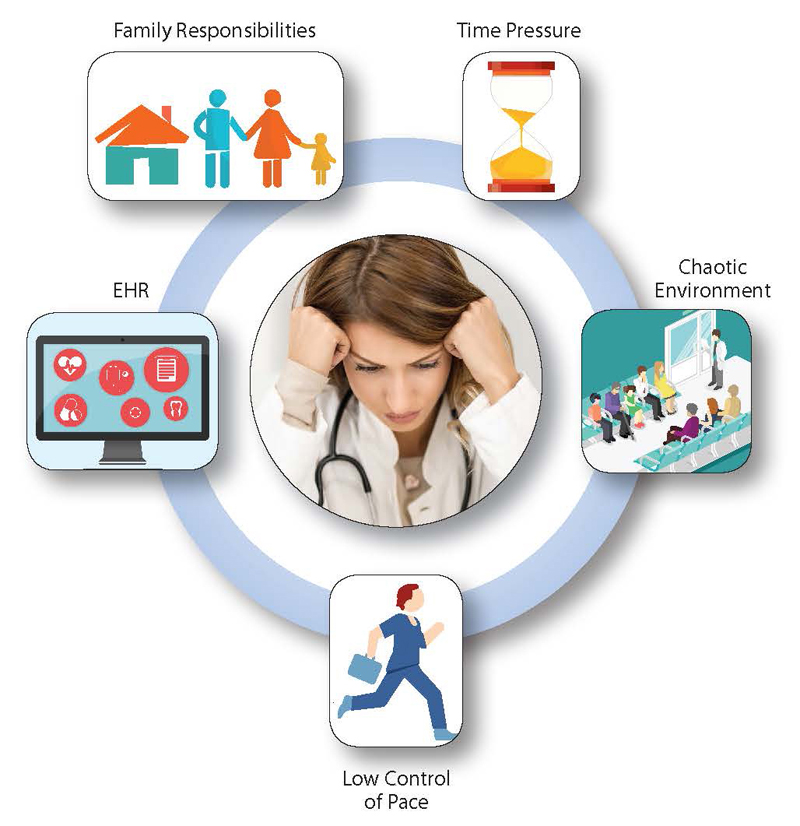 Family Responsibilities
Time Pressure
EHR
Chaotic
Environment
Low Control
of Pace